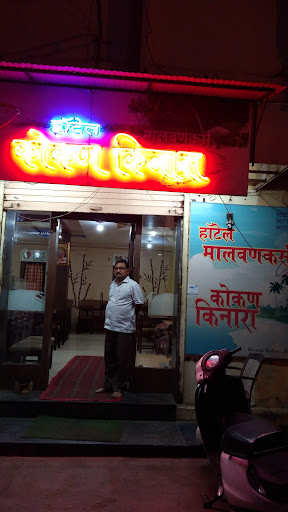 हॉटेल
मालवणकरी
कोकण किनारा
हॉटेल
मालवणकरी
कोकण
किनारा